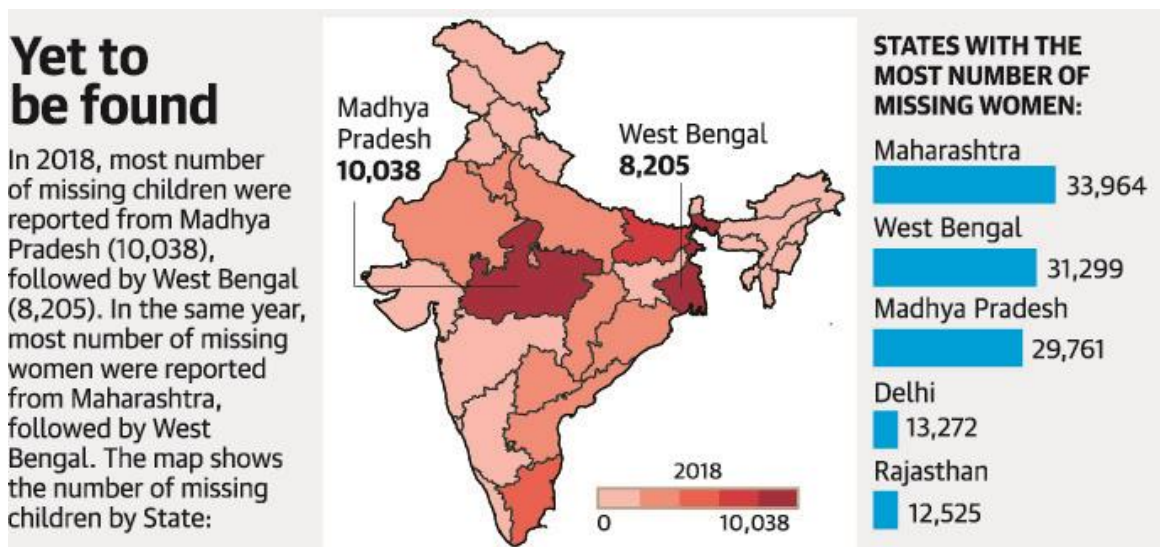 Yet to
be found
In 2018, most number
of missing children were
reported from Madhya
Pradesh (10,038),
followed by West Bengal
(8,205). In the same year,
most number of missing
women were reported
from Maharashtra,
followed by West
Bengal. The map shows
the number of missing
children by State:
Madhya
Pradesh
10,038
West Bengal
8,205
2018
0 10,038
STATES WITH THE
MOST NUMBER OF
MISSING WOMEN:
Maharashtra
33,964
West Bengal
31,299
Madhya Pradesh
29,761
Delhi
13,272
Rajasthan
12,525